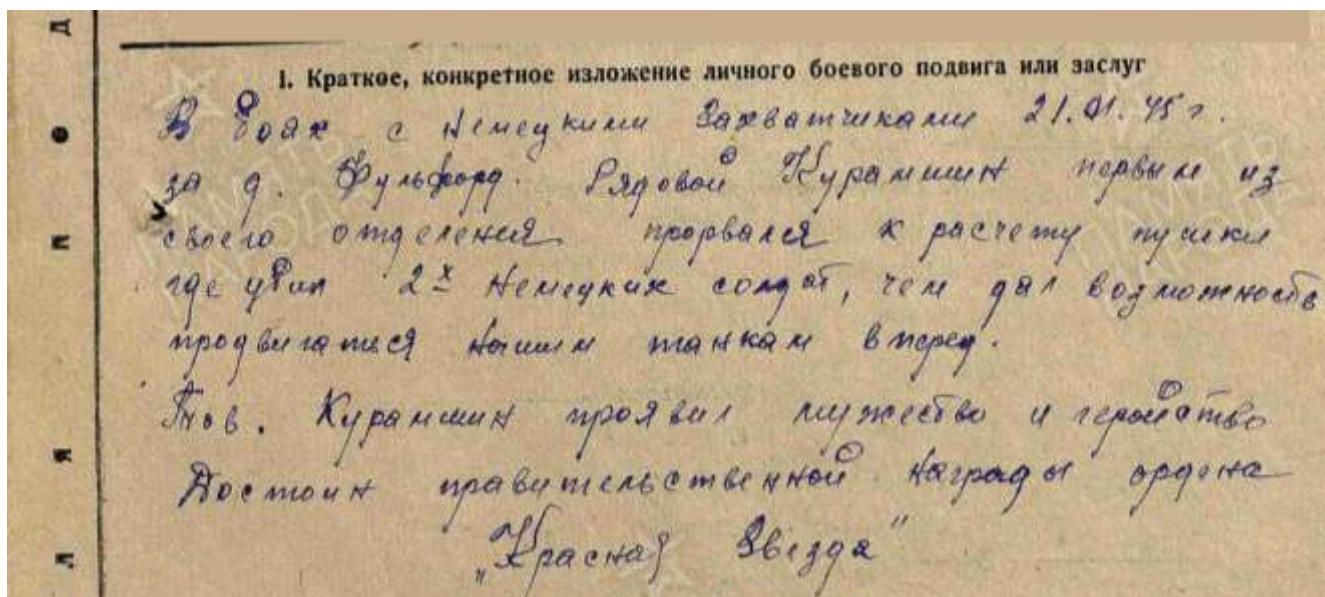 I. Краткое, конкретное изложение личного боевого подвига или заслуг
В боях с Немецкими Захватчиками 21.01.45 г.
за д. Фульфорд. Рядовой Курамшин первым из
своего отделения прорвался к расчету пушки
где убил 2х Немецких солдат, чем дал возможность
продвигаться нашим танкам вперед.
Тов. Курамшин проявил мужество и геройство
Достоин правительственной награды ордена
„Красная Звезда"